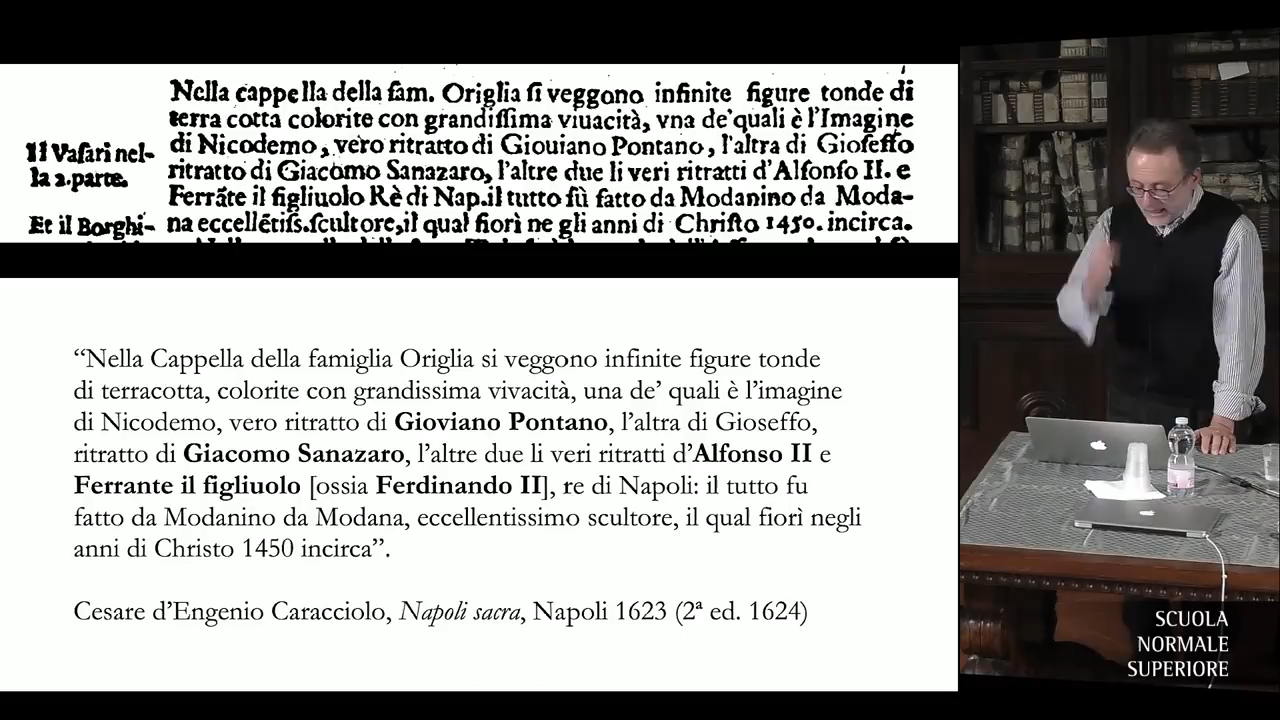 Nella cappella della fam. Origlia ſi veggono infinite figure tonde di
terra cotta colorite con grandiſſima viuacità, vna de'quali è l'Imagine
di Nicodemo, vero ritratto di Giouiano Pontano, l'altra di Gioſeffo
ritratto di Giacomo Sanazaro, l'altre due li veri ritratti d'Alfonſo II. e
Ferrãte il figliuolo Rè di Nap.il tutto fù fatto da Modanino da Moda-
na eccellẽtiſs.ſcultore,il qual fiorì ne gli anni di Chriſto 1450. incirca.
Il Vaſari nel-
la 2.parte.
Et il Borghi-
“Nella Cappella della famiglia Origlia si veggono infinite figure tonde
di terracotta, colorite con grandissima vivacità, una de’ quali è l’imagine
di Nicodemo, vero ritratto di Gioviano Pontano, l’altra di Gioseffo,
ritratto di Giacomo Sanazaro, l’altre due li veri ritratti d’Alfonso II e
Ferrante il figliuolo [ossia Ferdinando II], re di Napoli: il tutto fu
fatto da Modanino da Modana, eccellentissimo scultore, il qual fiorì negli
anni di Christo 1450 incirca”.
Cesare d’Engenio Caracciolo, Napoli sacra, Napoli 1623 (2ª ed. 1624)
SCUOLA
NORMALE
SUPERIORE